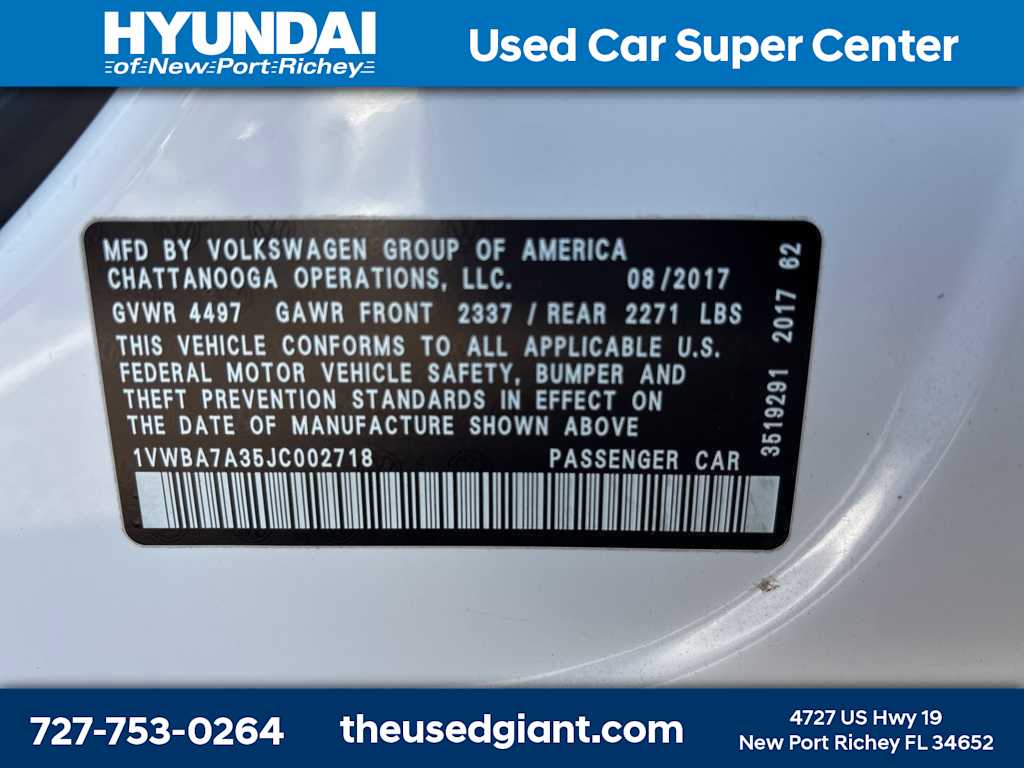 HYUNDAI
of New Port Richey
Used Car Super Center
MFD BY VOLKSWAGEN GROUP OF AMERICA
CHATTANOOGA OPERATIONS, LLC. 08/2017
GVWR 4497 GAWR FRONT 2337 / REAR 2271 LBS
THIS VEHICLE CONFORMS TO ALL APPLICABLE U.S.
FEDERAL MOTOR VEHICLE SAFETY, BUMPER AND
THEFT PREVENTION STANDARDS IN EFFECT ON
THE DATE OF MANUFACTURE SHOWN ABOVE
1VWBA7A35JC002718 PASSENGER CAR
3519291 2017 62
727-753-0264
theusedgiant.com
4727 US Hwy 19
New Port Richey FL 34652